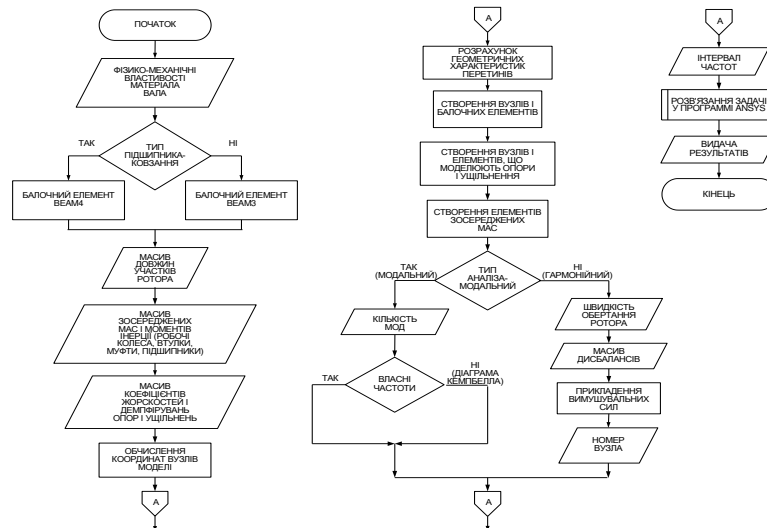 ПОЧАТОК
ФІЗИКО-МЕХАНІЧНІ
ВЛАСТИВОСТІ
МАТЕРІАЛА
ВАЛА
ТАК
ТИП
ПІДШИПНИКА-
КОВЗАННЯ
НІ
БАЛОЧНИЙ ЕЛЕМЕНТ
BEAM4
БАЛОЧНИЙ ЕЛЕМЕНТ
BEAM3
МАСИВ
ДОВЖИН
УЧАСТКІВ
РОТОРА
МАСИВ
ЗОСЕРЕДЖЕНИХ
МАС І МОМЕНТІВ
ІНЕРЦІЇ (РОБОЧІ
КОЛЕСА, ВТУЛКИ,
МУФТИ, ПІДШИПНИКИ)
МАСИВ
КОЕФІЦІЄНТІВ
ЖОРСКОСТЕЙ І
ДЕМПФІРУВАНЬ
ОПОР І УЩІЛЬНЕНЬ
ОБЧИСЛЕННЯ
КООРДИНАТ ВУЗЛІВ
МОДЕЛІ
А
А
РОЗРАХУНОК
ГЕОМЕТРИЧНИХ
ХАРАКТЕРИСТИК
ПЕРЕТИНІВ
СТВОРЕННЯ ВУЗЛІВ І
БАЛОЧНИХ ЕЛЕМЕНТІВ
СТВОРЕННЯ ВУЗЛІВ І
ЕЛЕМЕНТІВ, ЩО
МОДЕЛЮЮТЬ ОПОРИ
І УЩІЛЬНЕННЯ
СТВОРЕННЯ ЕЛЕМЕНТІВ
ЗОСЕРЕДЖЕНИХ
МАС
ТАК
(МОДАЛЬНИЙ)
ТИП
АНАЛІЗА-
МОДАЛЬНИЙ
НІ
(ГАРМОНІЙНИЙ)
КІЛЬКІСТЬ
МОД
ТАК
ВЛАСНІ
ЧАСТОТИ
НІ
(ДІАГРАМА
КЕМПБЕЛЛА)
ШВИДКІСТЬ
ОБЕРТАННЯ
РОТОРА
МАСИВ
ДИСБАЛАНСІВ
ПРИКЛАДЕННЯ
ВИМУШУВАЛЬНИХ
СИЛ
НОМЕР
ВУЗЛА
А
А
ІНТЕРВАЛ
ЧАСТОТ
РОЗВ'ЯЗАННЯ ЗАДАЧІ
У ПРОГРАММІ ANSYS
ВИДАЧА
РЕЗУЛЬТАТІВ
КІНЕЦЬ